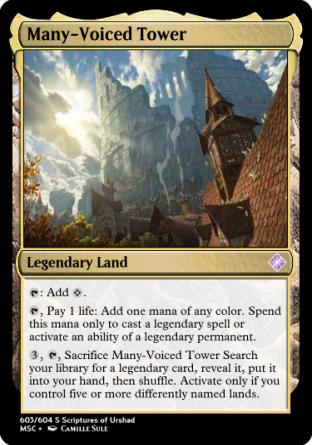 Many-Voiced Tower
Legendary Land
: Add .
, Pay 1 life: Add one mana of any color. Spend
this mana only to cast a legendary spell or
activate an ability of a legendary permanent.
3, , Sacrifice Many-Voiced Tower Search
your library for a legendary card, reveal it, put it
into your hand, then shuffle. Activate only if you
control five or more differently named lands.
603/604 S Scriptures of Urshad
MSC • Camille Sule